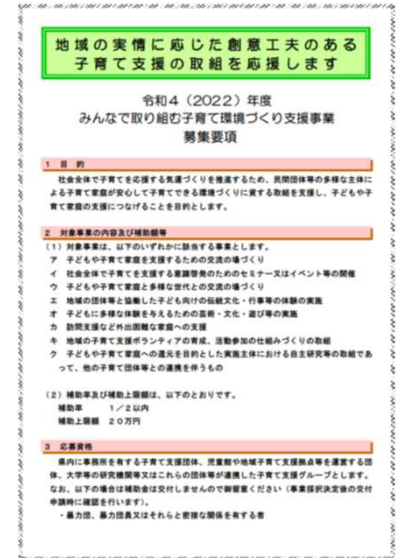 地域の実情に応じた創意工夫のある
子育て支援の取組を応援します
令和4（2022）年度
みんなで取り組む子育て環境づくり支援事業
募集要項
1 目 的
社会全体で子育てを応援する気運づくりを推進するため、民間団体等の多様な主体に
よる子育て家庭が安心して子育てできる環境づくりに資する取組を支援し、子どもや子
育て家庭の支援につなげることを目的とします。
2 対象事業の内容及び補助額等
（1）対象事業は、以下のいずれかに該当する事業とします。
ア 子どもや子育て家庭を支援するための交流の場づくり
イ 社会全体で子育てを支援する意識啓発のためのセミナー又はイベント等の開催
ウ 子どもや子育て家庭と多様な世代との交流の場づくり
エ 地域の団体等と協働した子ども向けの伝統文化・行事等の体験の実施
オ 子どもに多様な体験を与えるための芸術・文化・遊び等の実施
カ 訪問支援など外出困難な家庭への支援
キ 地域の子育て支援ボランティアの育成、活動参加の仕組みづくりの取組
ク 子どもや子育て家庭への還元を目的とした実施主体における自主研究等の取組であ
って、他の子育て団体等との連携を伴うもの
（2）補助率及び補助上限額は、以下のとおりです。
補助率 1／2以内
補助上限額 20万円
3 応募資格
県内に事務所を有する子育て支援団体、児童館や地域子育て支援拠点等を運営する団
体、大学等の研究機関等又はこれらの団体等が連携した子育て支援グループとします。
なお、以下の場合は補助金は交付しませんので御留意ください（事業採択決定後の交付
申請時に確認を行います）。
・暴力団、暴力団員又はそれらと密接な関係を有する者